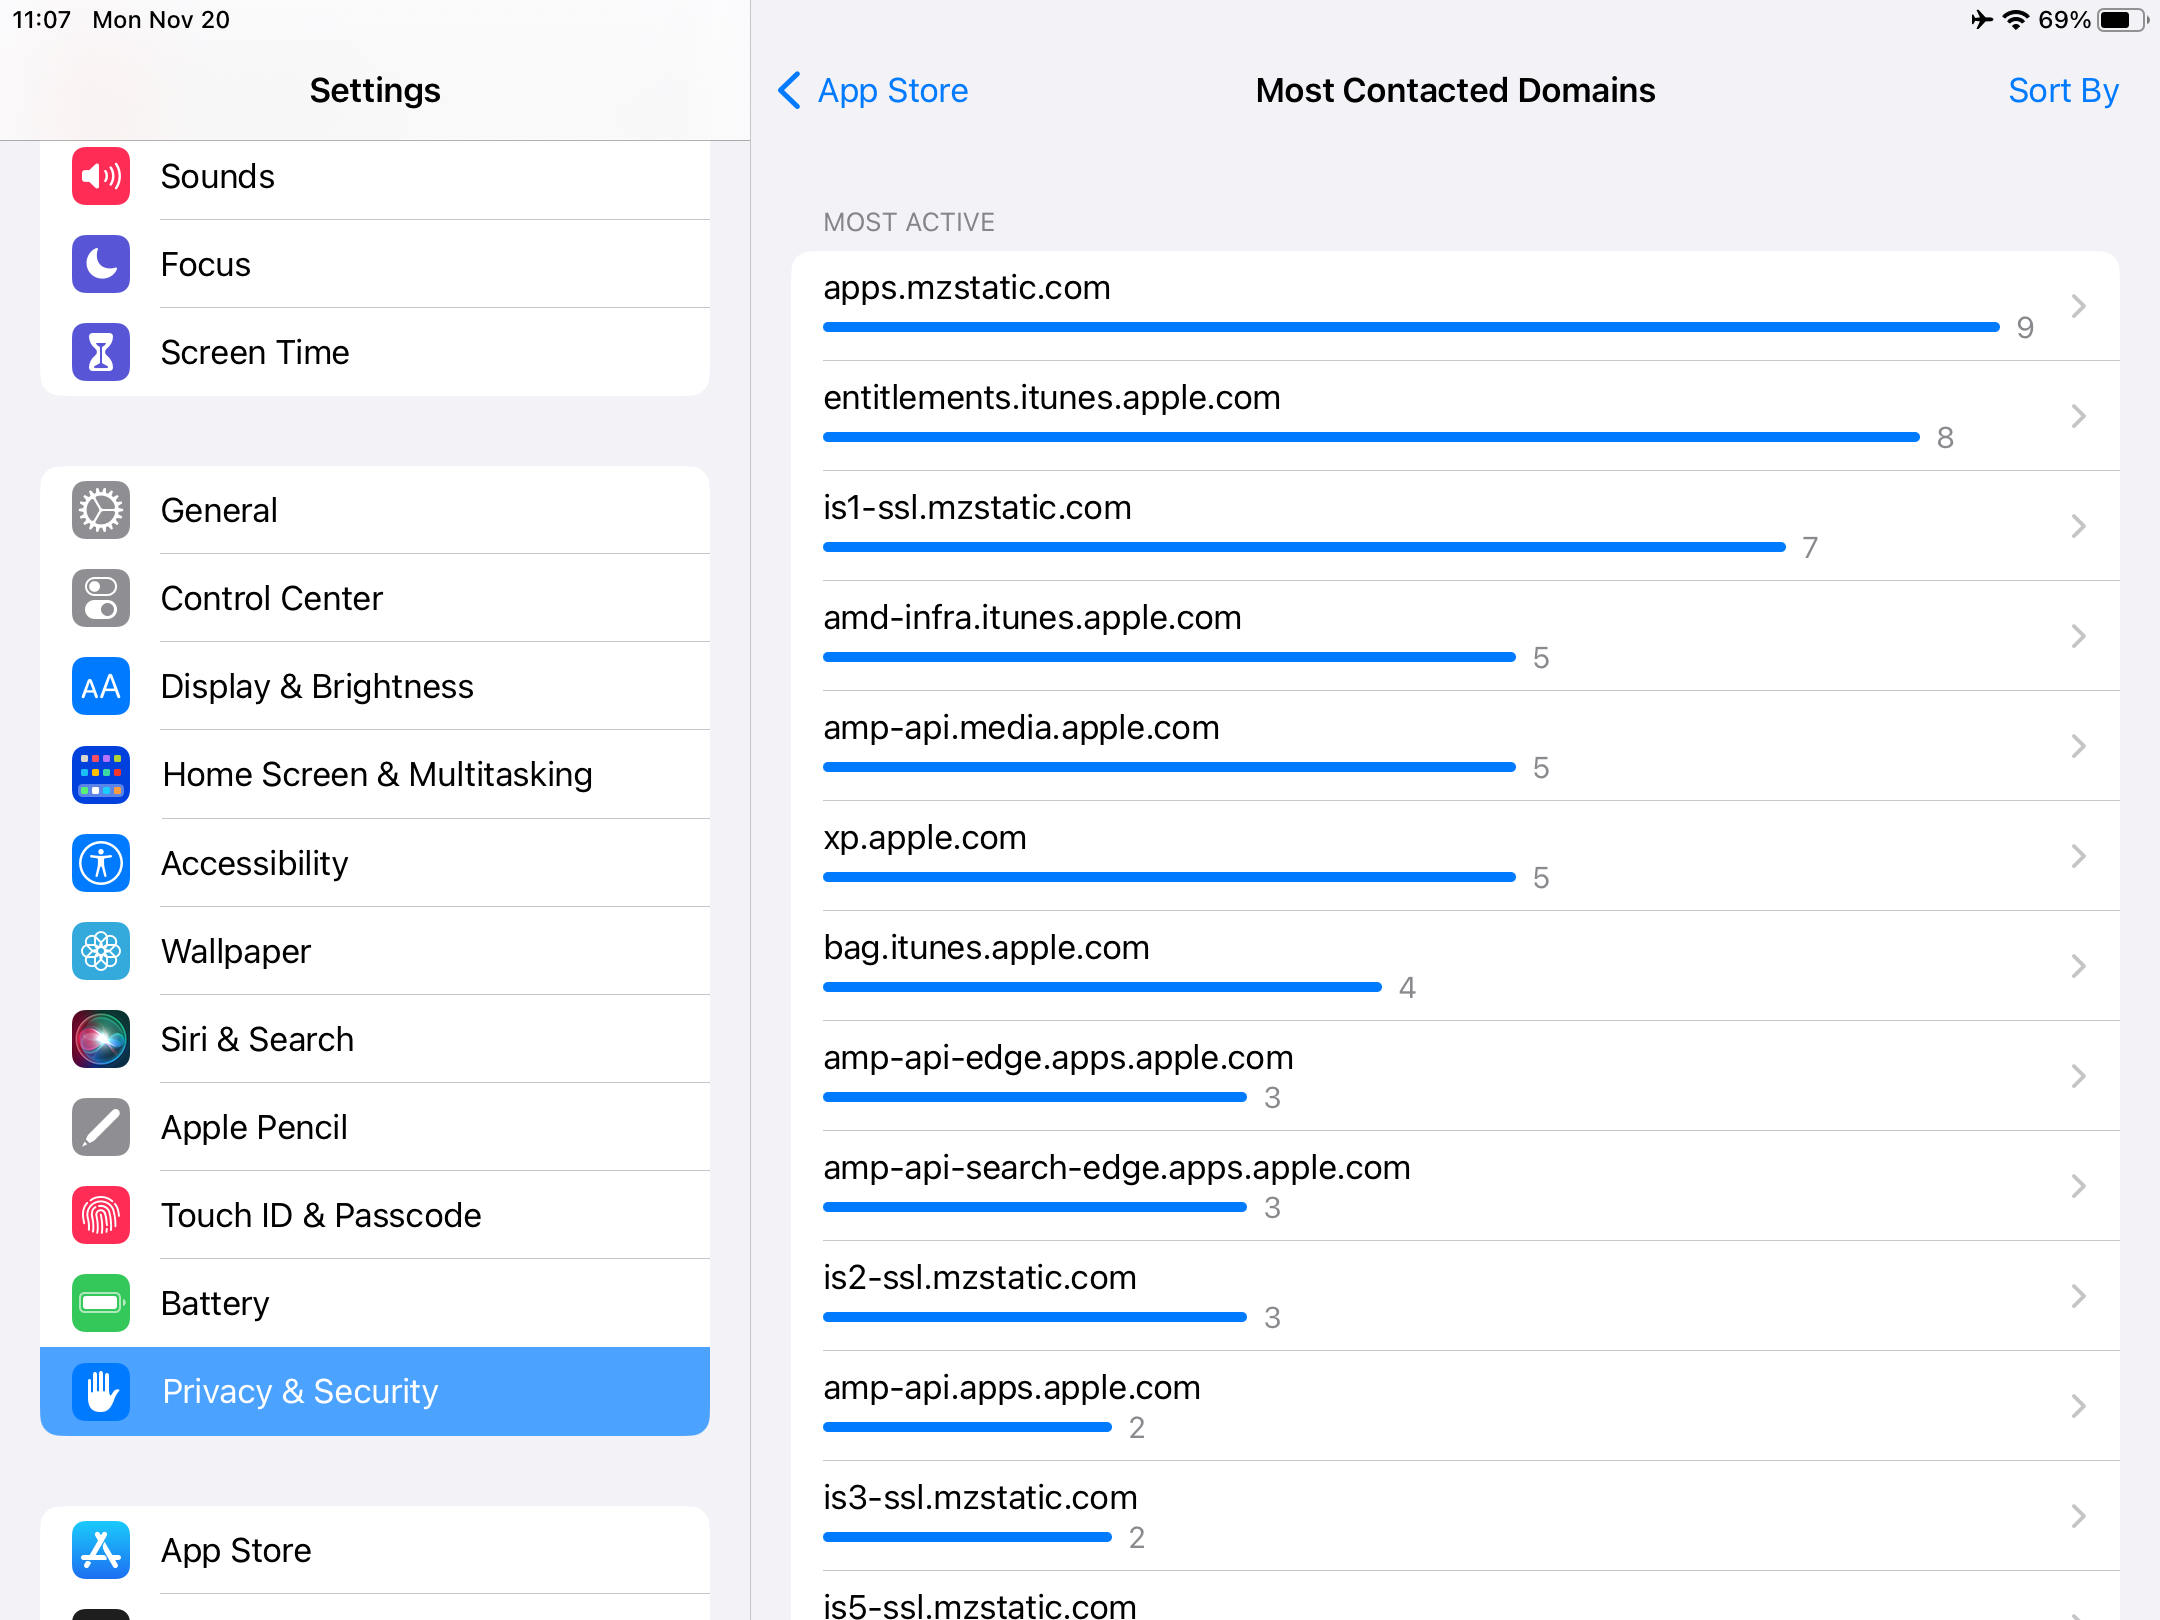 11:07 Mon Nov 20
69%
Settings
Sounds
Focus
Screen Time
General
Control Center
AA Display & Brightness
Home Screen & Multitasking
Accessibility
Wallpaper
Siri & Search
Apple Pencil
Touch ID & Passcode
Battery
Privacy & Security
App Store
App Store
Most Contacted Domains
Sort By
MOST ACTIVE
apps.mzstatic.com
9
entitlements.itunes.apple.com
8
is1-ssl.mzstatic.com
7
amd-infra.itunes.apple.com
5
amp-api.media.apple.com
5
xp.apple.com
5
bag.itunes.apple.com
4
amp-api-edge.apps.apple.com
3
amp-api-search-edge.apps.apple.com
3
is2-ssl.mzstatic.com
3
amp-api.apps.apple.com
2
is3-ssl.mzstatic.com
2
is5-ssl.mzstatic.com